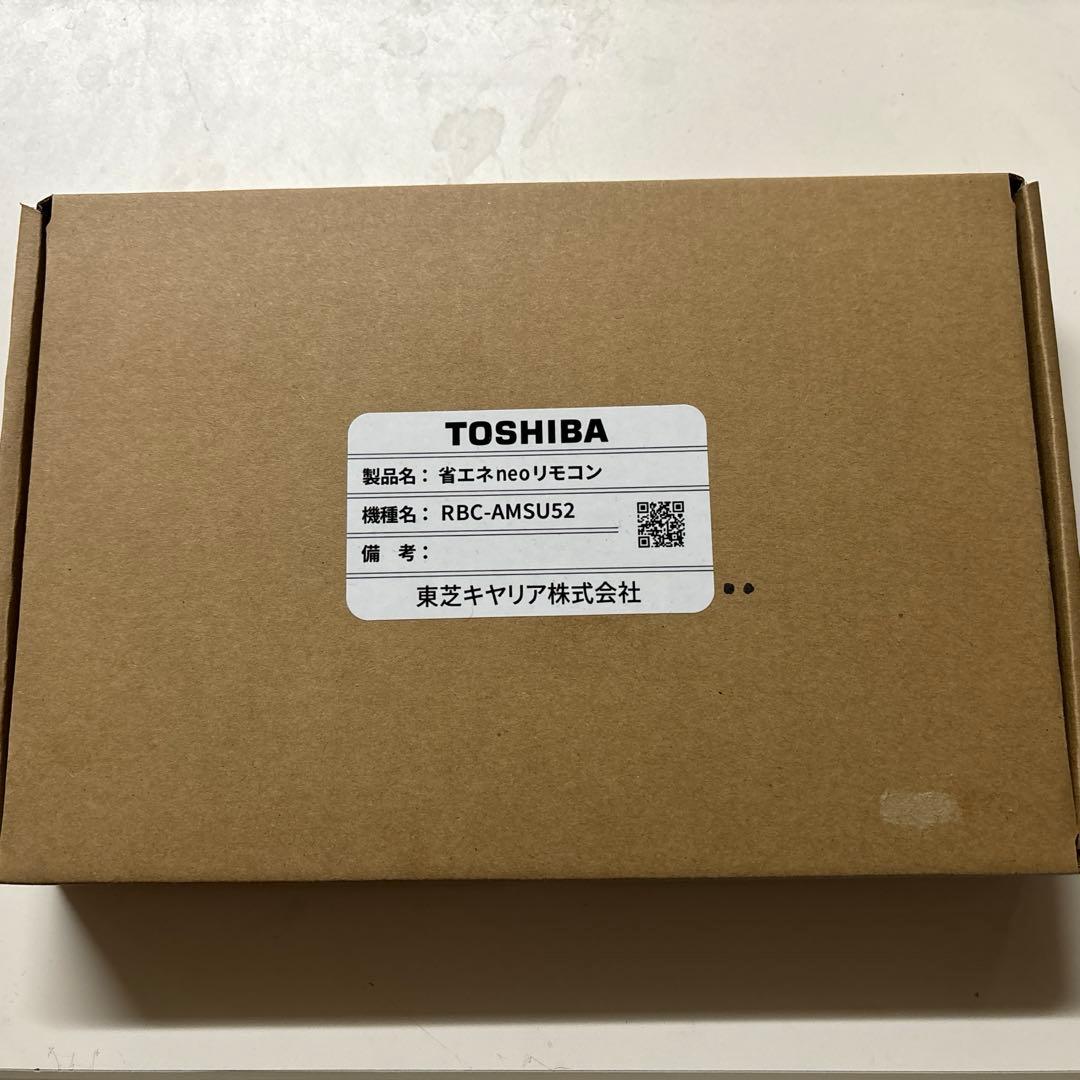 TOSHIBA
製品名：省エネneoリモコン
機種名：RBC-AMSU52
備　考：
東芝キヤリア株式会社